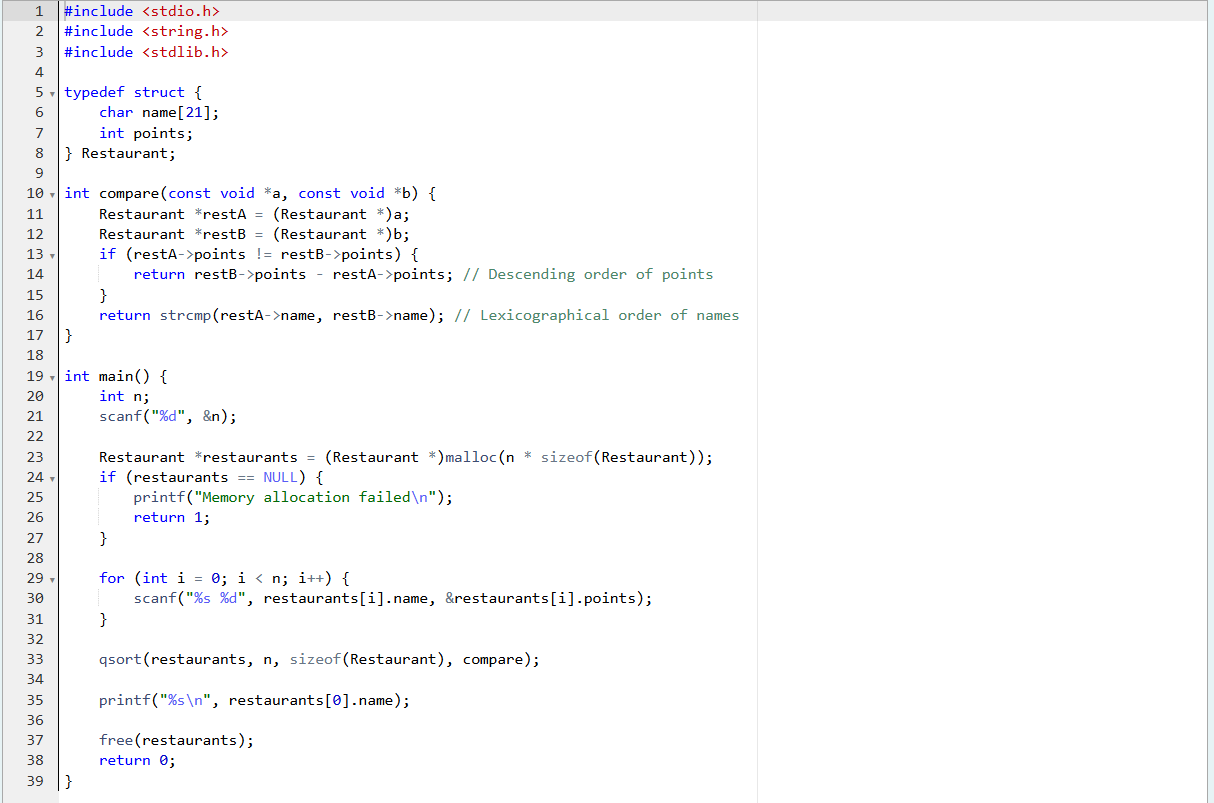 1 #include <stdio.h>
2 #include <string.h>
3 #include <stdlib.h>
4
5 typedef struct {
6     char name[21];
7     int points;
8 } Restaurant;
9
10 int compare(const void *a, const void *b) {
11     Restaurant *restA = (Restaurant *)a;
12     Restaurant *restB = (Restaurant *)b;
13     if (restA->points != restB->points) {
14         return restB->points - restA->points; // Descending order of points
15     }
16     return strcmp(restA->name, restB->name); // Lexicographical order of names
17 }
18
19 int main() {
20     int n;
21     scanf("%d", &n);
22
23     Restaurant *restaurants = (Restaurant *)malloc(n * sizeof(Restaurant));
24     if (restaurants == NULL) {
25         printf("Memory allocation failed\n");
26         return 1;
27     }
28
29     for (int i = 0; i < n; i++) {
30         scanf("%s %d", restaurants[i].name, &restaurants[i].points);
31     }
32
33     qsort(restaurants, n, sizeof(Restaurant), compare);
34
35     printf("%s\n", restaurants[0].name);
36
37     free(restaurants);
38     return 0;
39 }